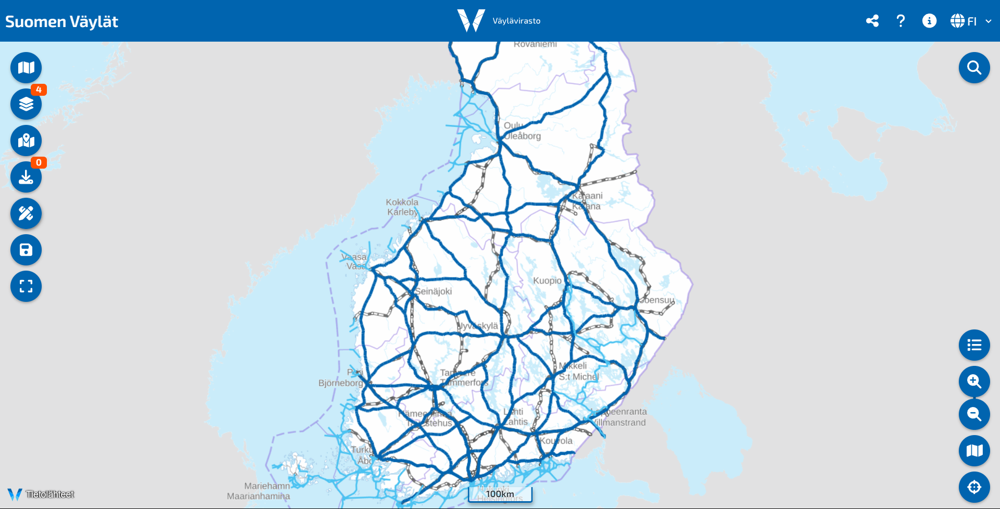 Suomen Väylät
Väylävirasto
?
FI
4
0
Rovaniemi
Oulu
Uleåborg
Kajaani
Kajana
Kokkola
Karleby
Vaasa
Vasa
Kuopio
Seinäjoki
Joensuu
Jyväskylä
Mikkeli
S:t Michel
Pori
Björneborg
Tampere
Tammerfors
Lappeenranta
Villmanstrand
Hämeenlinna
Tavastehus
Lahti
Lahtis
Kouvola
Turku
Åbo
Mariehamn
Maarianhamina
Helsinki
Helsingfors
100km
Tietolähteet